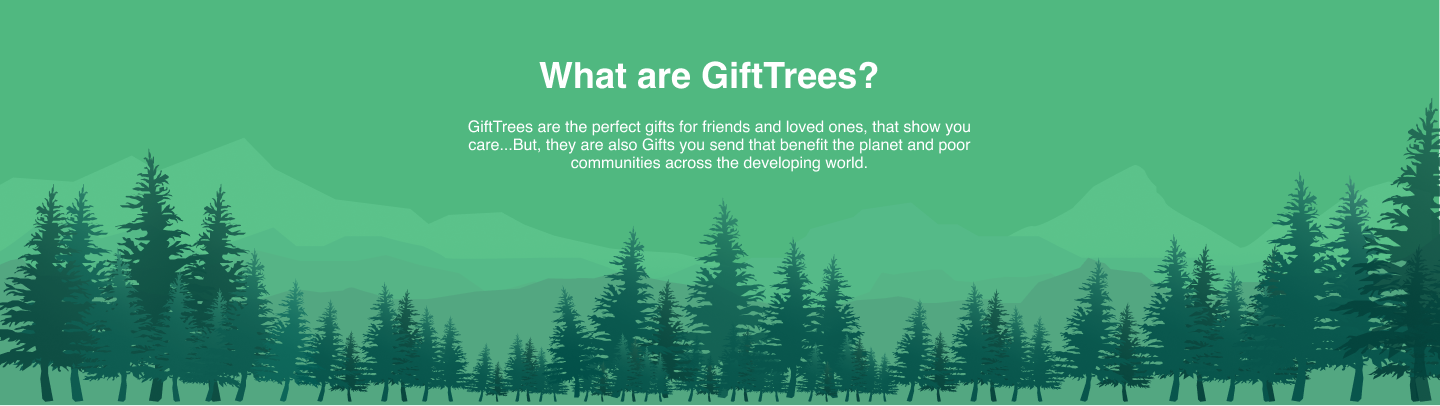 What are GiftTrees?
GiftTrees are the perfect gifts for friends and loved ones, that show you
care...But, they are also Gifts you send that benefit the planet and poor
communities across the developing world.